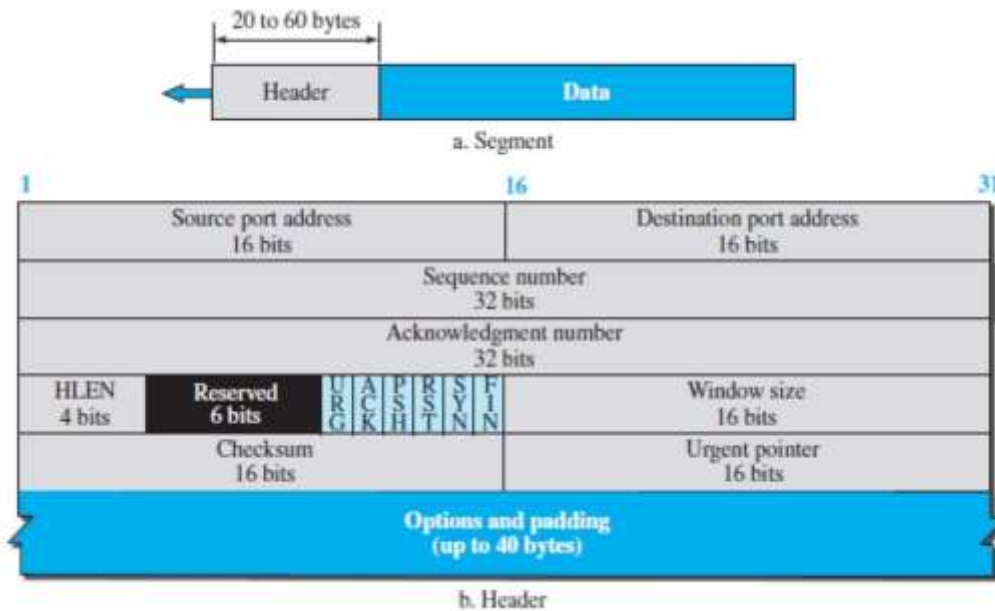 20 to 60 bytes
Header
Data
a. Segment
1
16
31
Source port address
16 bits
Destination port address
16 bits
Sequence number
32 bits
Acknowledgment number
32 bits
HLEN
4 bits
Reserved
6 bits
URG
ACK
PSH
RST
SYN
FIN
Window size
16 bits
Checksum
16 bits
Urgent pointer
16 bits
Options and padding
(up to 40 bytes)
b. Header